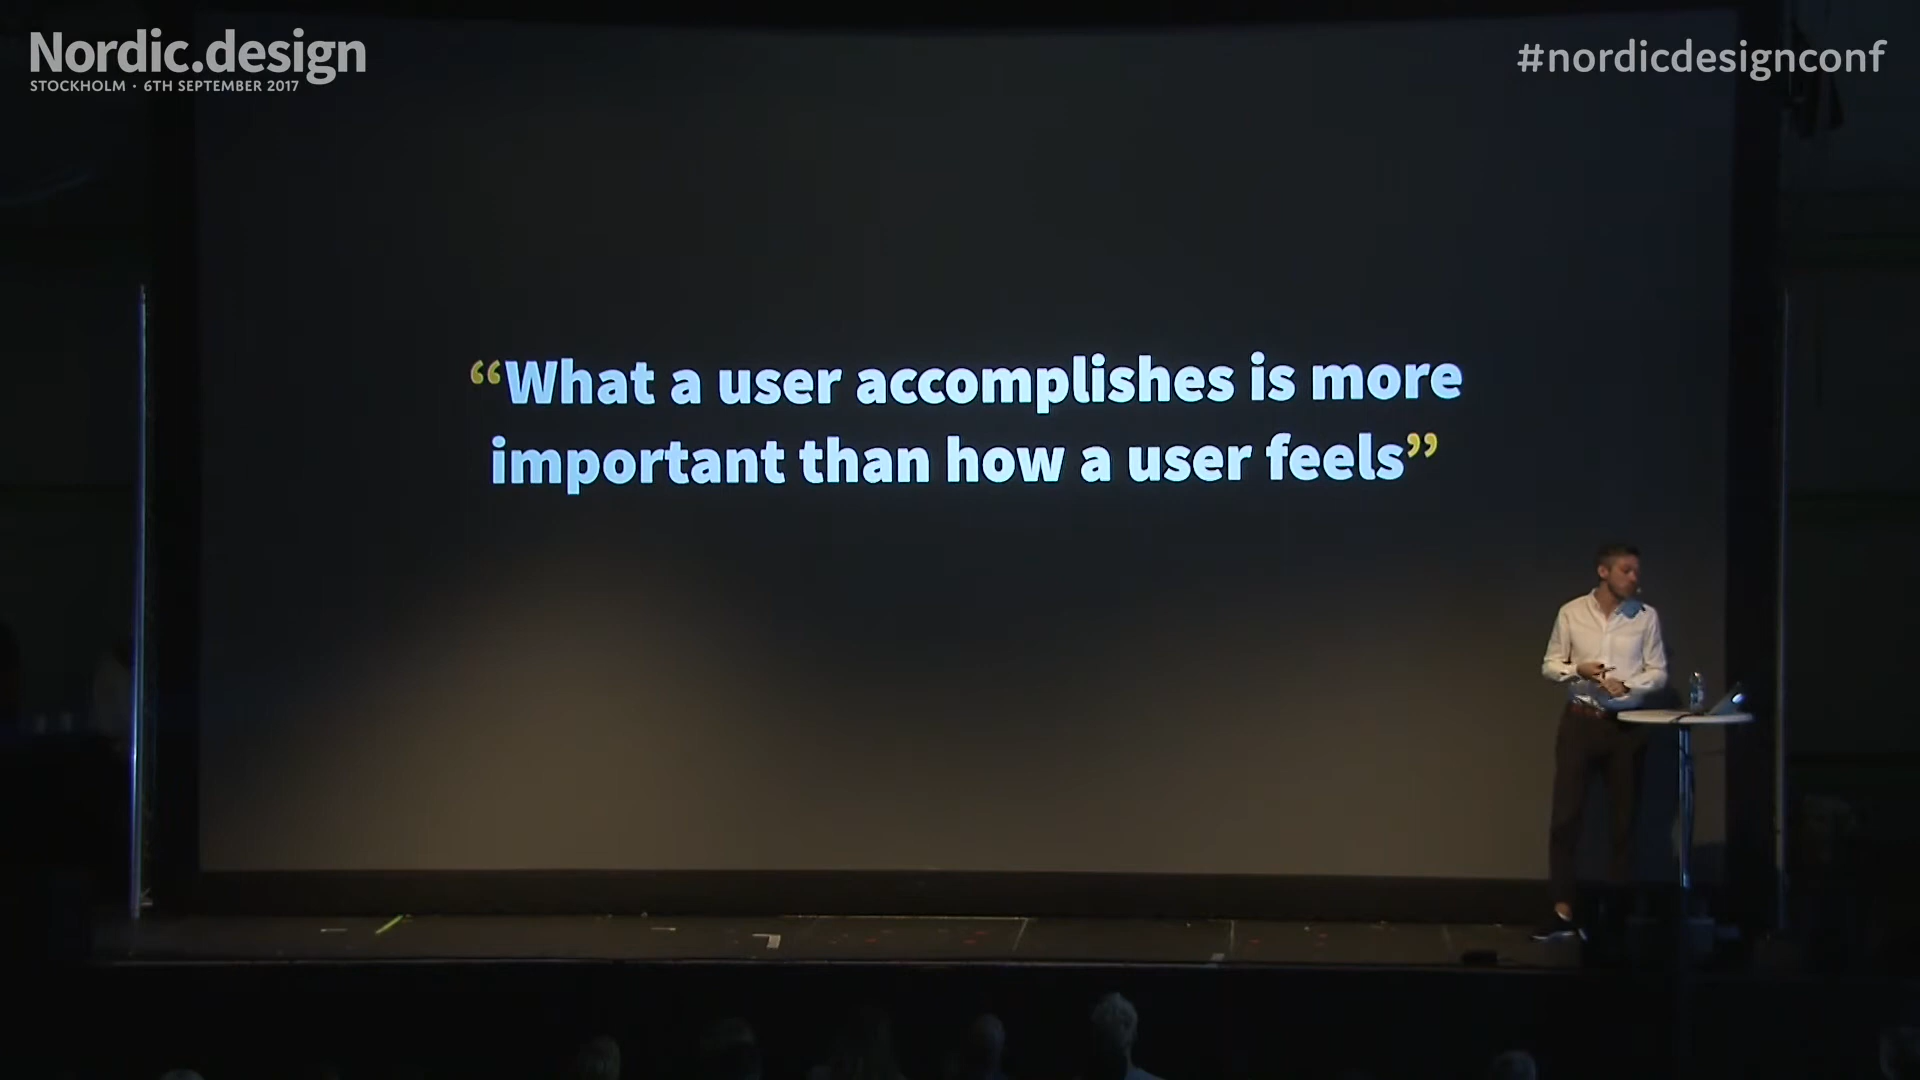 Nordic.design
STOCKHOLM · 6TH SEPTEMBER 2017
#nordicdesignconf
“What a user accomplishes is more
important than how a user feels”